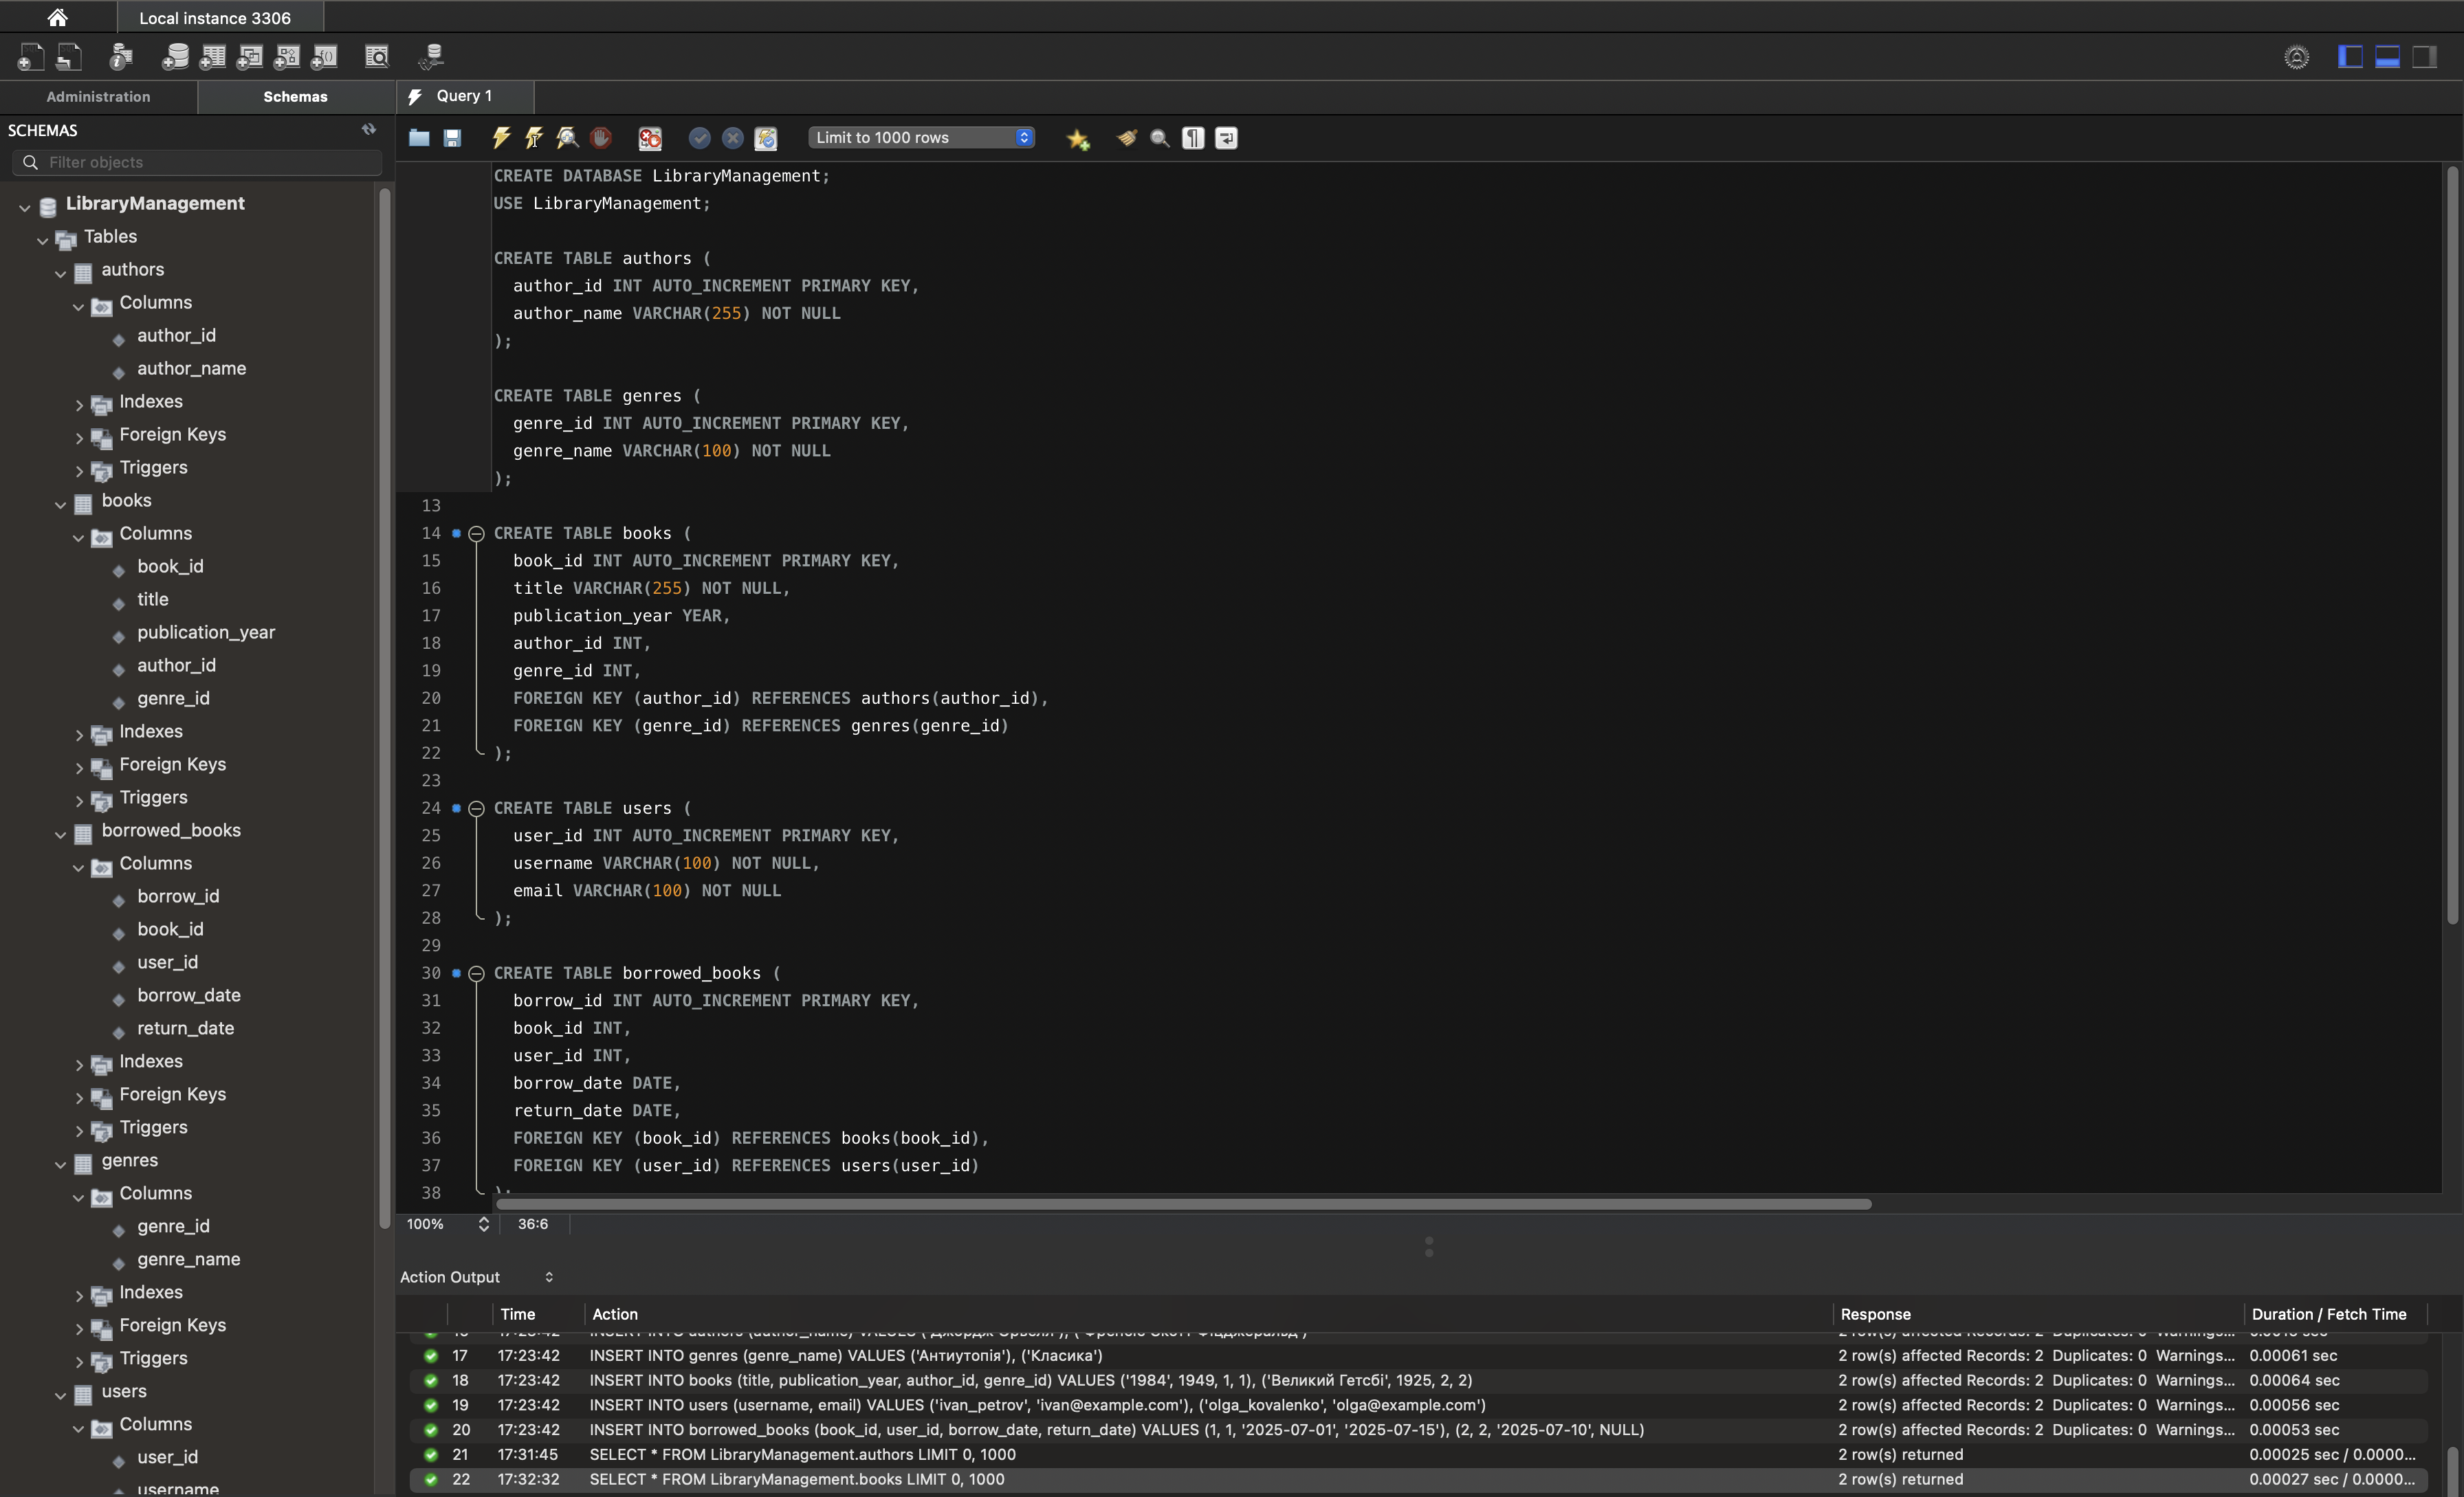 Local instance 3306
Administration
Schemas
Query 1
SCHEMAS
Filter objects
Limit to 1000 rows
LibraryManagement
Tables
authors
Columns
author_id
author_name
Indexes
Foreign Keys
Triggers
books
Columns
book_id
title
publication_year
author_id
genre_id
Indexes
Foreign Keys
Triggers
borrowed_books
Columns
borrow_id
book_id
user_id
borrow_date
return_date
Indexes
Foreign Keys
Triggers
genres
Columns
genre_id
genre_name
Indexes
Foreign Keys
Triggers
users
Columns
user_id
username
CREATE DATABASE LibraryManagement;
USE LibraryManagement;
CREATE TABLE authors (
author_id INT AUTO_INCREMENT PRIMARY KEY,
author_name VARCHAR(255) NOT NULL
);
CREATE TABLE genres (
genre_id INT AUTO_INCREMENT PRIMARY KEY,
genre_name VARCHAR(100) NOT NULL
);
13
14 CREATE TABLE books (
15 book_id INT AUTO_INCREMENT PRIMARY KEY,
16 title VARCHAR(255) NOT NULL,
17 publication_year YEAR,
18 author_id INT,
19 genre_id INT,
20 FOREIGN KEY (author_id) REFERENCES authors(author_id),
21 FOREIGN KEY (genre_id) REFERENCES genres(genre_id)
22 );
23
24 CREATE TABLE users (
25 user_id INT AUTO_INCREMENT PRIMARY KEY,
26 username VARCHAR(100) NOT NULL,
27 email VARCHAR(100) NOT NULL
28 );
29
30 CREATE TABLE borrowed_books (
31 borrow_id INT AUTO_INCREMENT PRIMARY KEY,
32 book_id INT,
33 user_id INT,
34 borrow_date DATE,
35 return_date DATE,
36 FOREIGN KEY (book_id) REFERENCES books(book_id),
37 FOREIGN KEY (user_id) REFERENCES users(user_id)
38 );
100% 36:6
Action Output
Time Action Response Duration / Fetch Time
17 17:23:42 INSERT INTO genres (genre_name) VALUES ('Антиутопія'), ('Класика') 2 row(s) affected Records: 2 Duplicates: 0 Warnings... 0.00061 sec
18 17:23:42 INSERT INTO books (title, publication_year, author_id, genre_id) VALUES ('1984', 1949, 1, 1), ('Великий Гетсбі', 1925, 2, 2) 2 row(s) affected Records: 2 Duplicates: 0 Warnings... 0.00064 sec
19 17:23:42 INSERT INTO users (username, email) VALUES ('ivan_petrov', 'ivan@example.com'), ('olga_kovalenko', 'olga@example.com') 2 row(s) affected Records: 2 Duplicates: 0 Warnings... 0.00056 sec
20 17:23:42 INSERT INTO borrowed_books (book_id, user_id, borrow_date, return_date) VALUES (1, 1, '2025-07-01', '2025-07-15'), (2, 2, '2025-07-10', NULL) 2 row(s) affected Records: 2 Duplicates: 0 Warnings... 0.00053 sec
21 17:31:45 SELECT * FROM LibraryManagement.authors LIMIT 0, 1000 2 row(s) returned 0.00025 sec / 0.0000...
22 17:32:32 SELECT * FROM LibraryManagement.books LIMIT 0, 1000 2 row(s) returned 0.00027 sec / 0.0000...